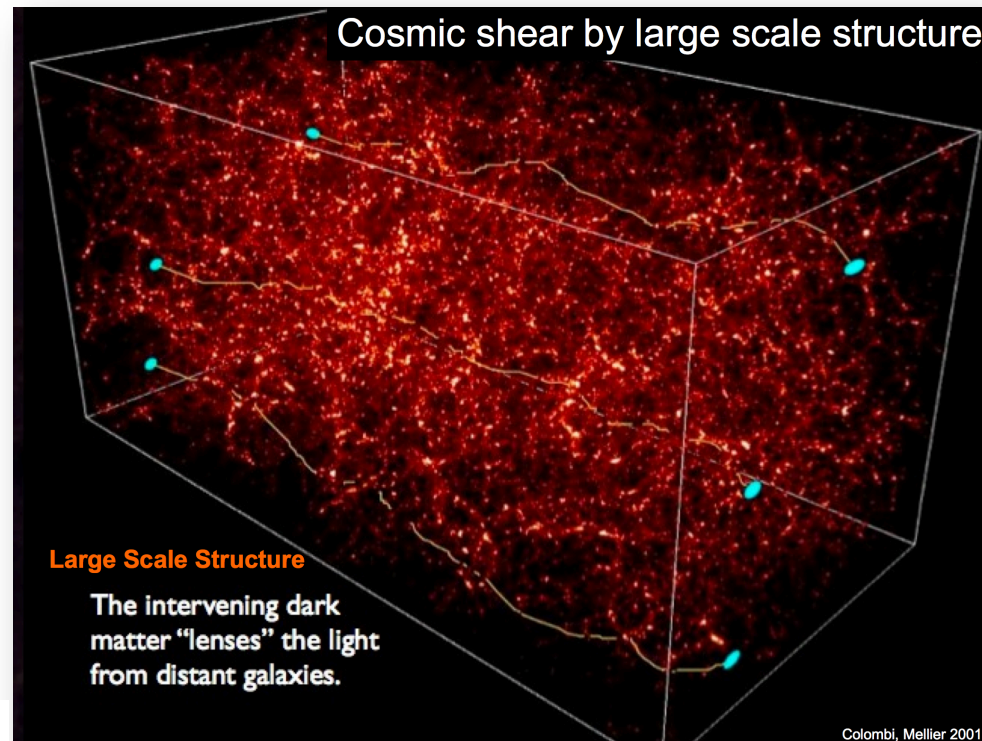 Cosmic shear by large scale structure
Large Scale Structure
The intervening dark
matter “lenses” the light
from distant galaxies.
Colombi, Mellier 2001